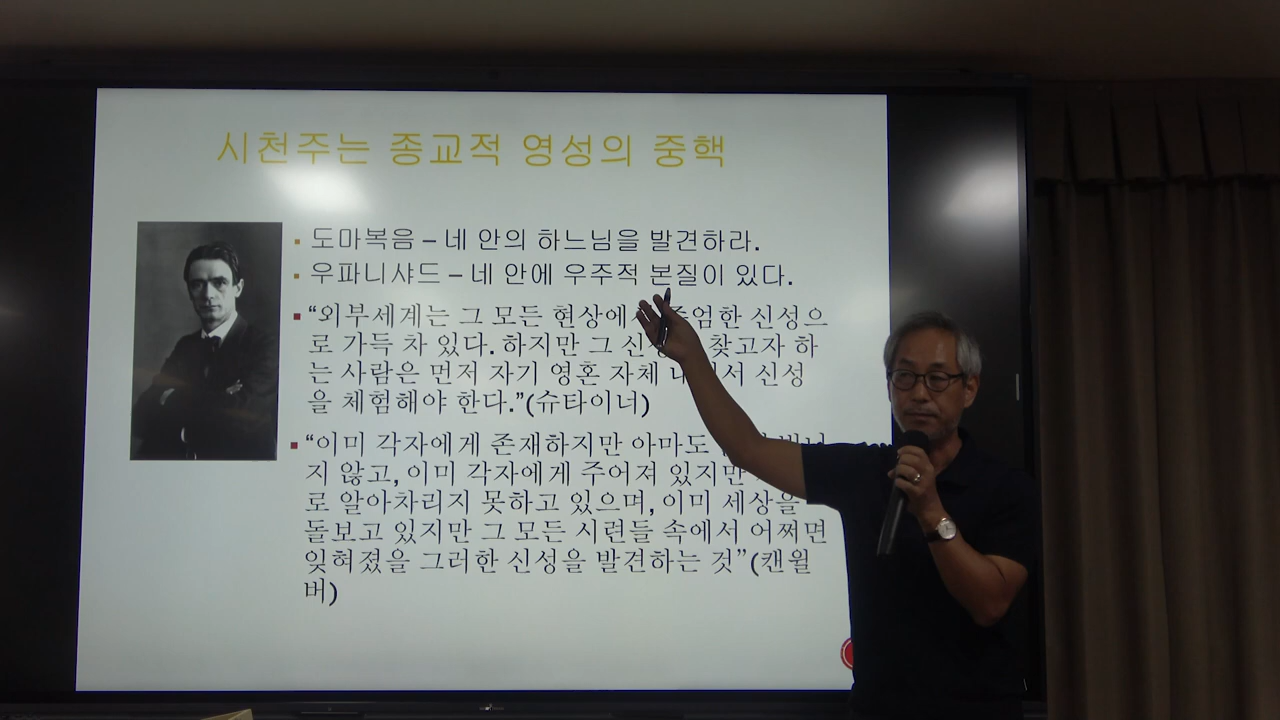 시천주는 종교적 영성의 중핵
▪ 도마복음 – 네 안의 하느님을 발견하라.
▪ 우파니샤드 – 네 안에 우주적 본질이 있다.
▪ “외부세계는 그 모든 현상에 엄한 신성으
로 가득 차 있다. 하지만 그 찾고자 하
는 사람은 먼저 자기 영혼 자체 신성
을 체험해야 한다.”(슈타이너)
▪ “이미 각자에게 존재하지만 아마도
지 않고, 이미 각자에게 주어져 있지만
로 알아차리지 못하고 있으며, 이미 세상을
돌보고 있지만 그 모든 시련들 속에서 어쩌면
잊혀졌을 그러한 신성을 발견하는 것”(캔윌
버)